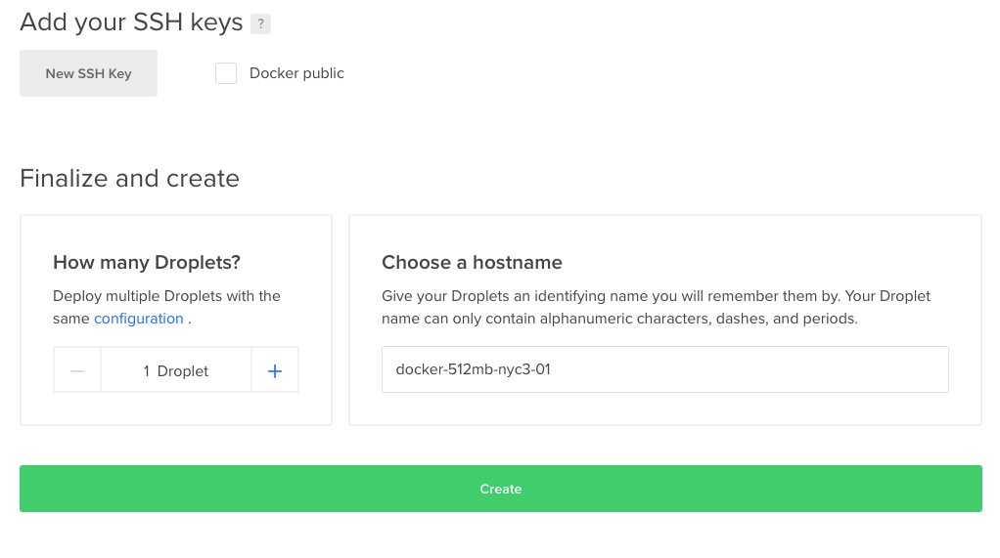 Add your SSH keys ?
New SSH Key
Docker public
Finalize and create
How many Droplets?
Deploy multiple Droplets with the
same configuration .
1 Droplet
Choose a hostname
Give your Droplets an identifying name you will remember them by. Your Droplet
name can only contain alphanumeric characters, dashes, and periods.
docker-512mb-nyc3-01
Create